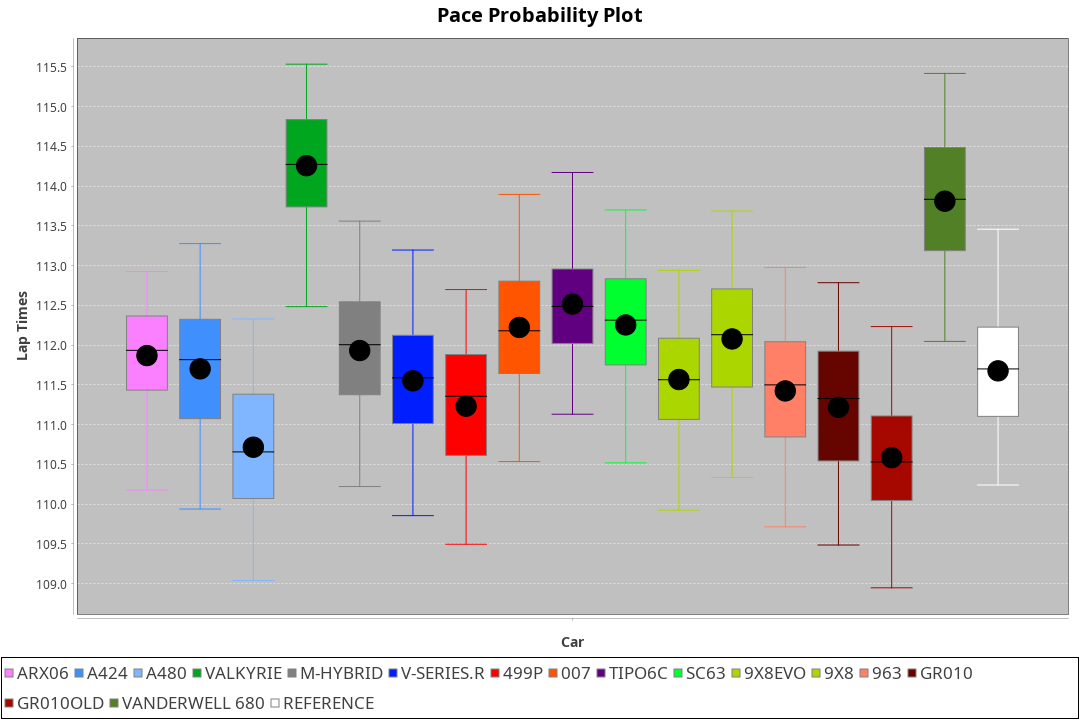 Pace Probability Plot
115.5
115.0
114.5
114.0
113.5
113.0
112.5
112.0
111.5
111.0
110.5
110.0
109.5
109.0
Lap Times
Car
ARX06 A424 A480 VALKYRIE M-HYBRID V-SERIES.R 499P 007 TIPO6C SC63 9X8EVO 9X8 963 GR010
GR010OLD VANDERWELL 680 REFERENCE